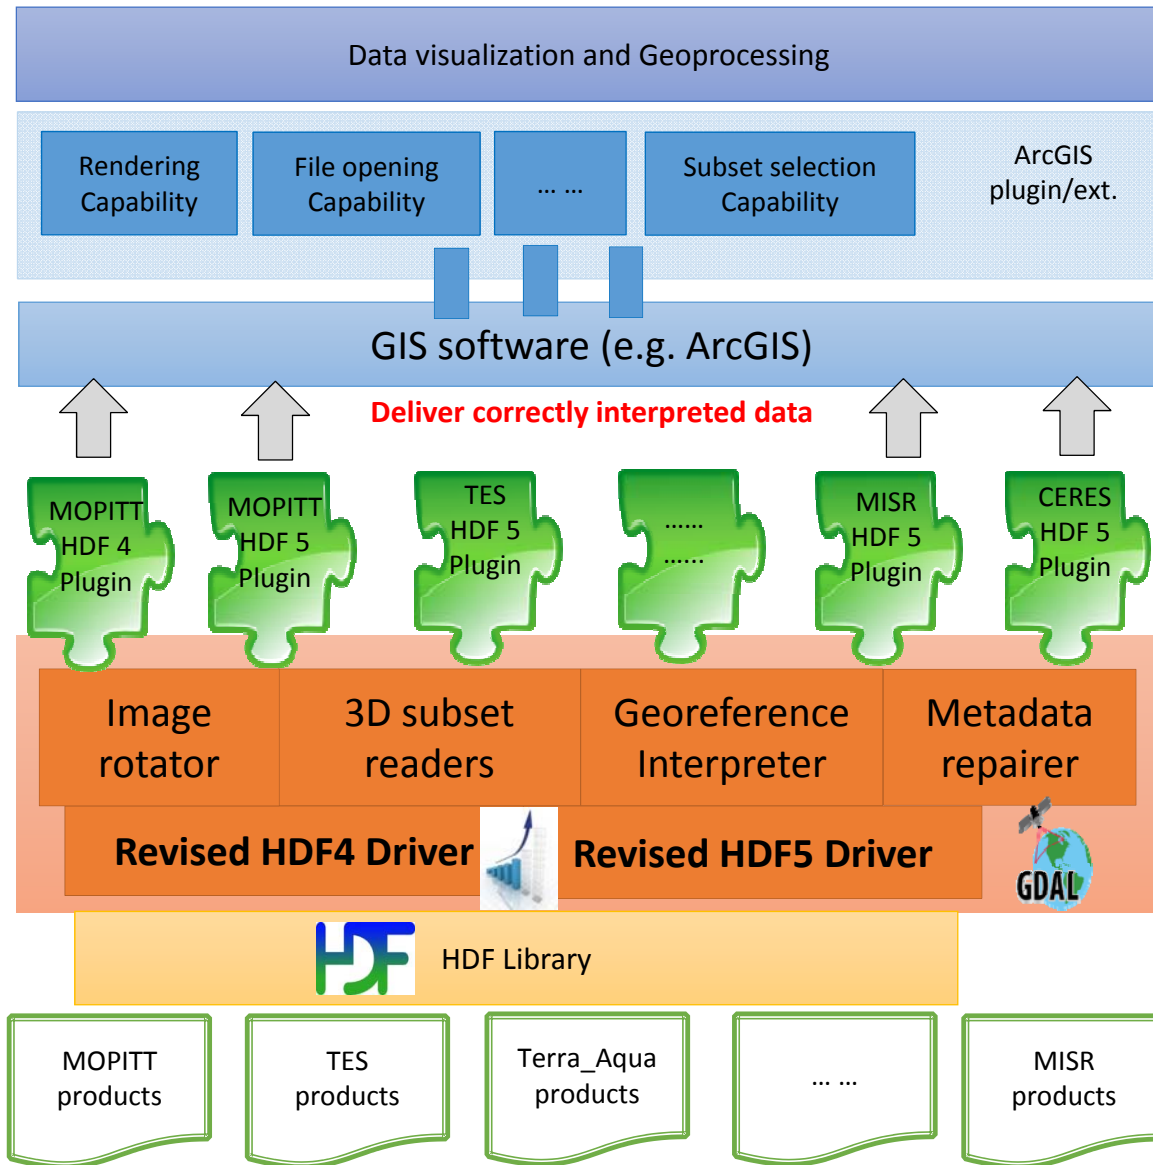 Data visualization and Geoprocessing
Rendering
Capability
File opening
Capability
... ...
Subset selection
Capability
ArcGIS
plugin/ext.
GIS software (e.g. ArcGIS)
Deliver correctly interpreted data
MOPITT
HDF 4
Plugin
MOPITT
HDF 5
Plugin
TES
HDF 5
Plugin
......
......
MISR
HDF 5
Plugin
CERES
HDF 5
Plugin
Image
rotator
3D subset
readers
Georeference
Interpreter
Metadata
repairer
Revised HDF4 Driver
Revised HDF5 Driver
GDAL
HDF
HDF Library
MOPITT
products
TES
products
Terra_Aqua
products
... ...
MISR
products